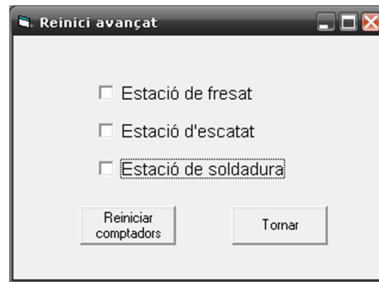 Reinici avançat
Estació de fresat
Estació d'escatat
Estació de soldadura
Reiniciar
comptadors
Tornar